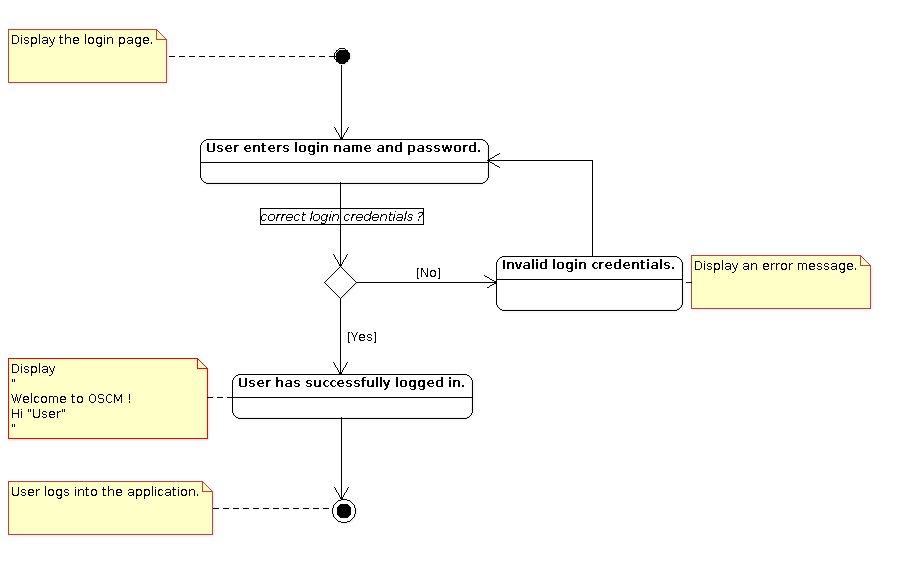 Display the login page.
User enters login name and password.
correct login credentials ?
[No]
Invalid login credentials.
Display an error message.
[Yes]
Display
"
Welcome to OSCM !
Hi "User"
"
User has successfully logged in.
User logs into the application.